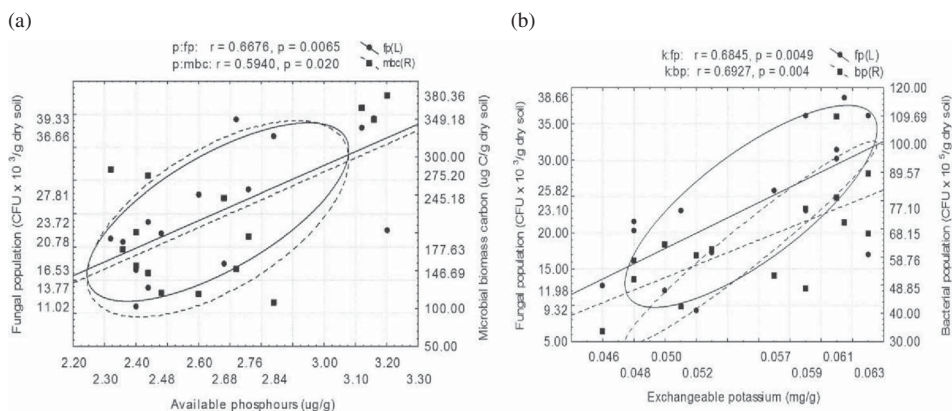 (a)
p:fp: r = 0.6676, p = 0.0065
p:mbc: r = 0.5940, p = 0.020
fp(L)
mbc(R)
Fungal population (CFU x 10 3/g dry soil)
39.33
36.66
27.81
23.72
20.78
16.53
13.77
11.02
380.36
349.18
300.00
275.20
245.18
177.63
146.69
100.00
50.00
Microbial biomass carbon (ug C/g dry soil)
2.20 2.40 2.60 2.76 3.00 3.20
2.30 2.48 2.68 2.84 3.10 3.30
Available phosphours (ug/g)
(b)
k:fp: r = 0.6845, p = 0.0049
k:bp: r = 0.6927, p = 0.004
fp(L)
bp(R)
Fungal population (CFU x 10 3/g dry soil)
38.66
35.00
30.00
25.82
23.10
20.00
15.00
11.98
9.32
5.00
120.00
109.69
100.00
89.57
77.10
68.15
58.76
48.85
40.00
30.00
Bacterial population (CFU x 10 5/g dry soil)
0.046 0.050 0.057 0.061
0.048 0.052 0.059 0.063
Exchangeable potassium (mg/g)